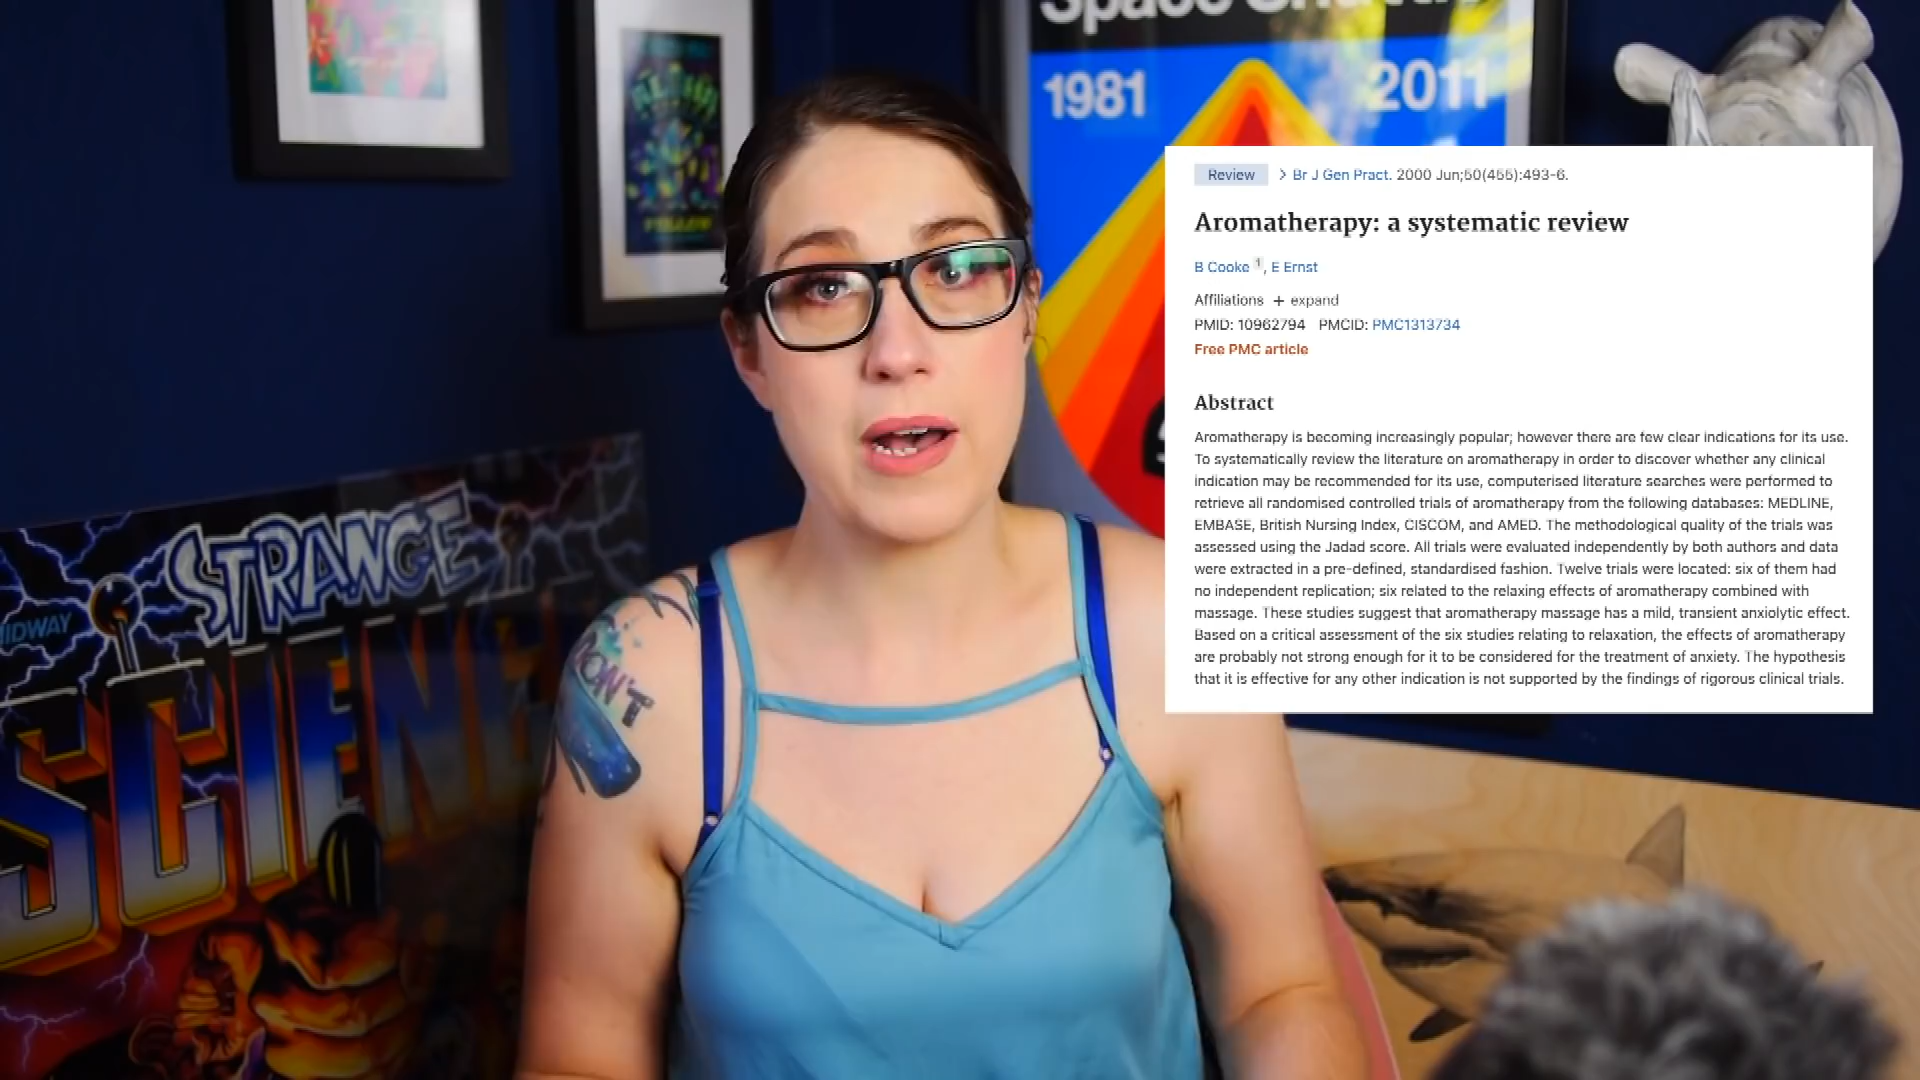 Space Shuttle
1981
2011
ALOHA
FOLLOW
Review > Br J Gen Pract. 2000 Jun;50(455):493-6.
Aromatherapy: a systematic review
B Cooke 1, E Ernst
Affiliations + expand
PMID: 10962794 PMCID: PMC1313734
Free PMC article
Abstract
Aromatherapy is becoming increasingly popular; however there are few clear indications for its use.
To systematically review the literature on aromatherapy in order to discover whether any clinical
indication may be recommended for its use, computerised literature searches were performed to
retrieve all randomised controlled trials of aromatherapy from the following databases: MEDLINE,
EMBASE, British Nursing Index, CISCOM, and AMED. The methodological quality of the trials was
assessed using the Jadad score. All trials were evaluated independently by both authors and data
were extracted in a pre-defined, standardised fashion. Twelve trials were located: six of them had
no independent replication; six related to the relaxing effects of aromatherapy combined with
massage. These studies suggest that aromatherapy massage has a mild, transient anxiolytic effect.
Based on a critical assessment of the six studies relating to relaxation, the effects of aromatherapy
are probably not strong enough for it to be considered for the treatment of anxiety. The hypothesis
that it is effective for any other indication is not supported by the findings of rigorous clinical trials.
MIDWAY
STRANGE
SCIENCE
DON'T